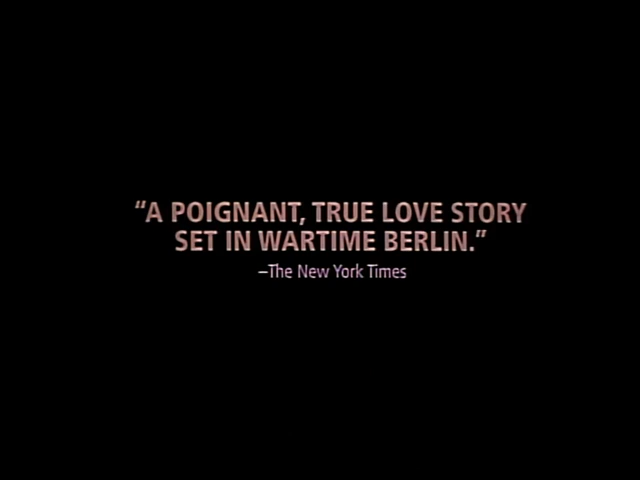 “A POIGNANT, TRUE LOVE STORY
SET IN WARTIME BERLIN.”
–The New York Times